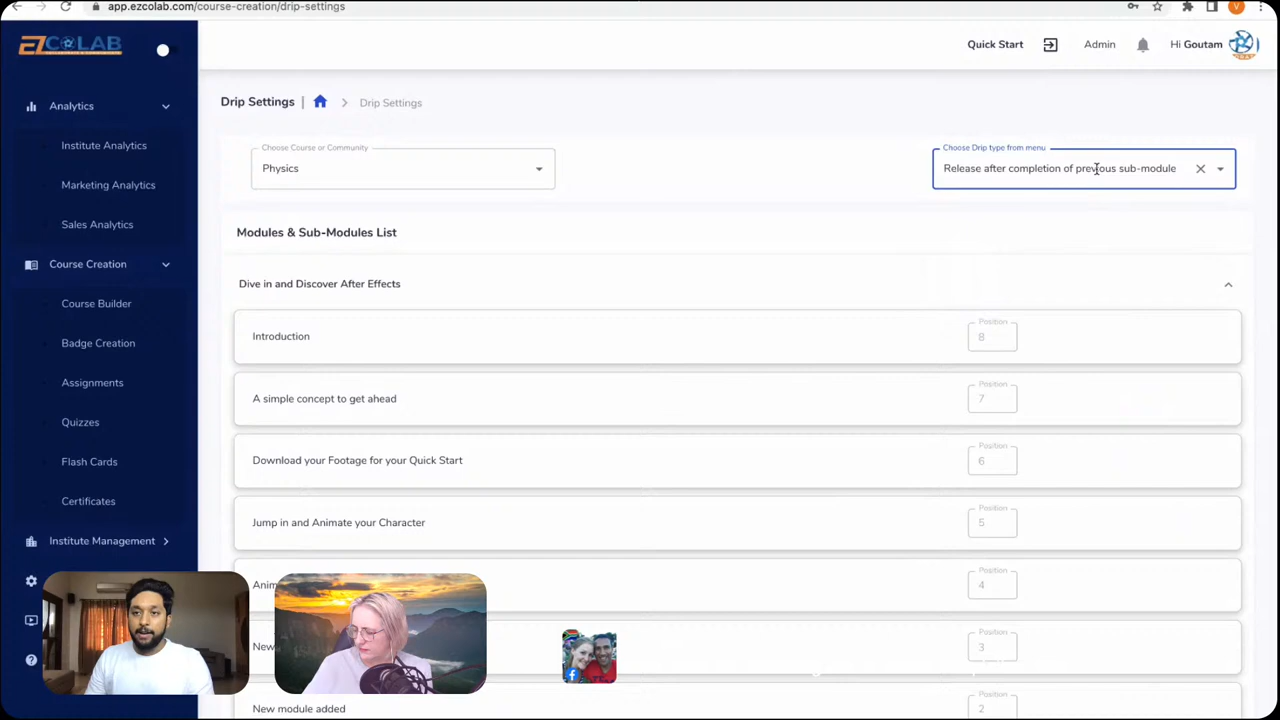 app.ezcolab.com/course-creation/drip-settings
V
EZCOLAB
Quick Start
Admin
Hi Goutam
Analytics
Institute Analytics
Marketing Analytics
Sales Analytics
Course Creation
Course Builder
Badge Creation
Assignments
Quizzes
Flash Cards
Certificates
Institute Management
Drip Settings |
Drip Settings
Choose Course or Community
Physics
Choose Drip type from menu
Release after completion of previous sub-module
Modules & Sub-Modules List
Dive in and Discover After Effects
Introduction
Position
8
A simple concept to get ahead
Position
7
Download your Footage for your Quick Start
Position
6
Jump in and Animate your Character
Position
5
Anim
Position
4
New
Position
3
New module added
Position
2